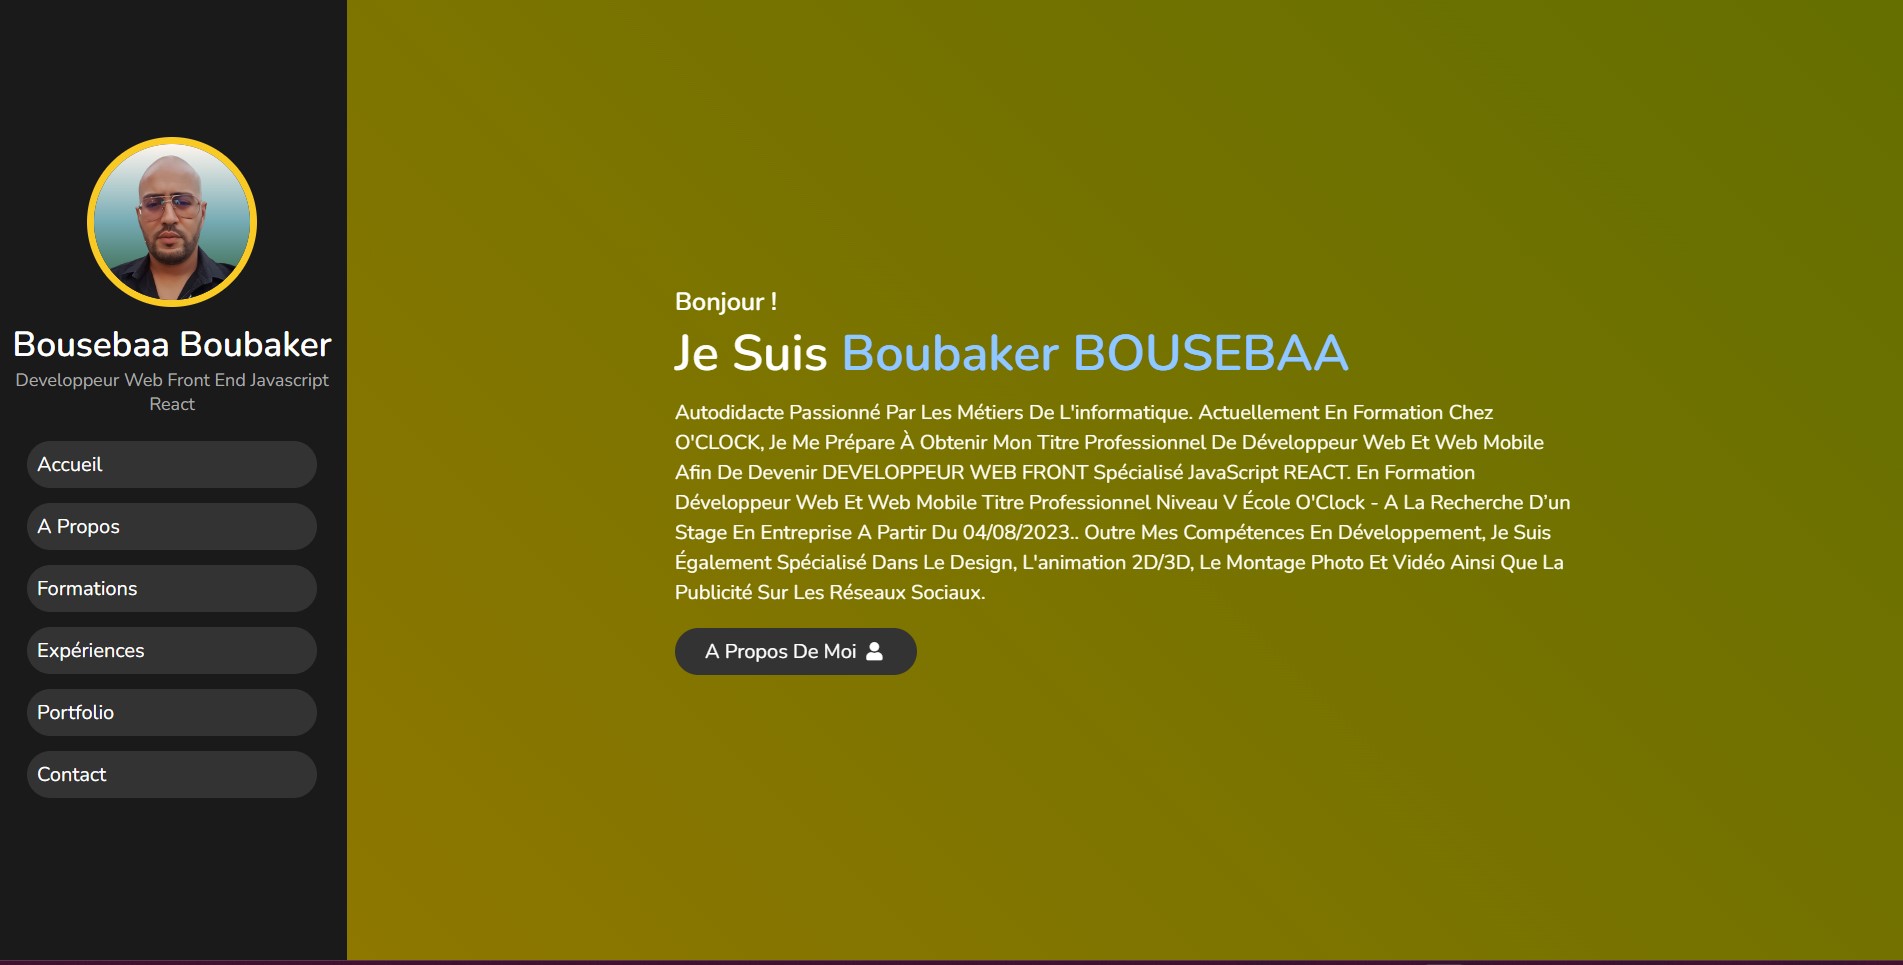 Bousebaa Boubaker
Developpeur Web Front End Javascript
React
Accueil
A Propos
Formations
Expériences
Portfolio
Contact
Bonjour !
Je Suis Boubaker BOUSEBAA
Autodidacte Passionné Par Les Métiers De L'informatique. Actuellement En Formation Chez
O'CLOCK, Je Me Prépare À Obtenir Mon Titre Professionnel De Développeur Web Et Web Mobile
Afin De Devenir DEVELOPPEUR WEB FRONT Spécialisé JavaScript REACT. En Formation
Développeur Web Et Web Mobile Titre Professionnel Niveau V École O'Clock - A La Recherche D’un
Stage En Entreprise A Partir Du 04/08/2023.. Outre Mes Compétences En Développement, Je Suis
Également Spécialisé Dans Le Design, L'animation 2D/3D, Le Montage Photo Et Vidéo Ainsi Que La
Publicité Sur Les Réseaux Sociaux.
A Propos De Moi